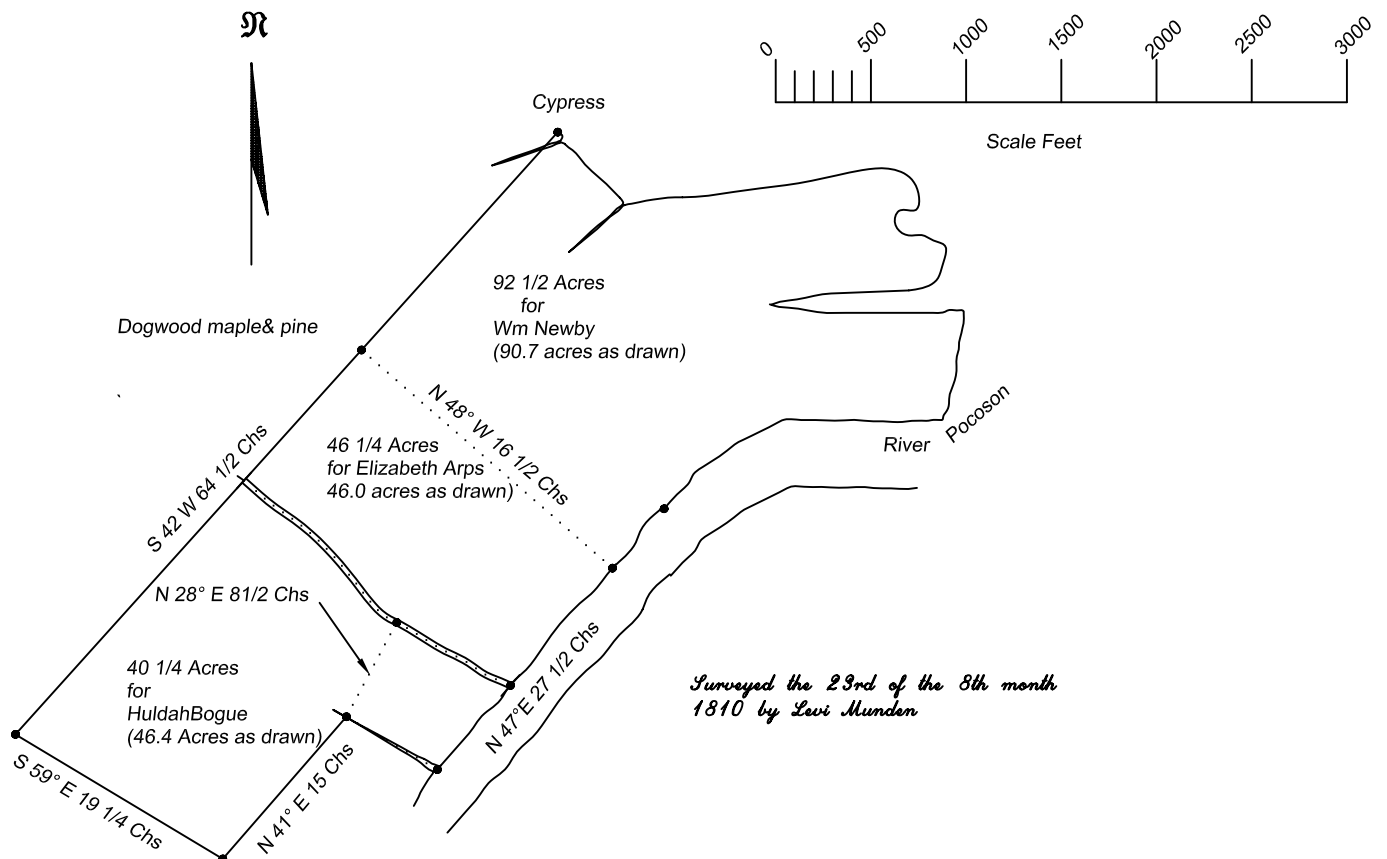 N
0
500
1000
1500
2000
2500
3000
Scale Feet
Cypress
92 1/2 Acres
for
Wm Newby
(90.7 acres as drawn)
Dogwood maple& pine
N 48° W 16 1/2 Chs
46 1/4 Acres
for Elizabeth Arps
46.0 acres as drawn)
River
Pocoson
S 42 W 64 1/2 Chs
N 28° E 81/2 Chs
40 1/4 Acres
for
HuldahBogue
(46.4 Acres as drawn)
N 47°E 27 1/2 Chs
Surveyed the 23rd of the 8th month
1810 by Levi Munden
S 59° E 19 1/4 Chs
N 41° E 15 Chs